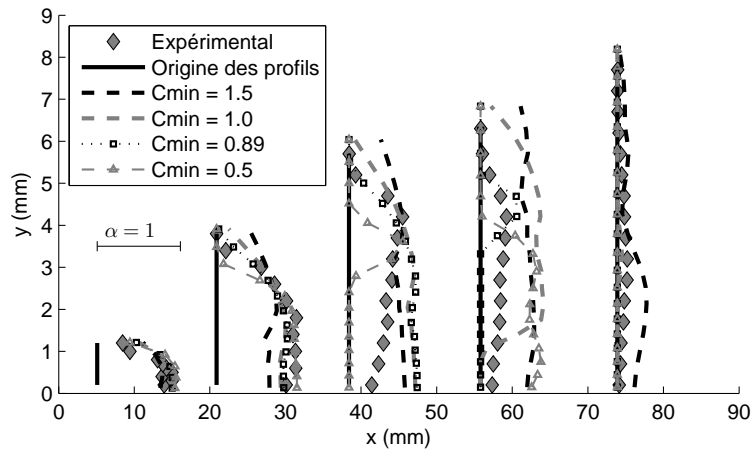 9
8
7
6
5
4
3
2
1
0
y (mm)
Expérimental
Origine des profils
Cmin = 1.5
Cmin = 1.0
Cmin = 0.89
Cmin = 0.5
α = 1
0 10 20 30 40 50 60 70 80 90
x (mm)